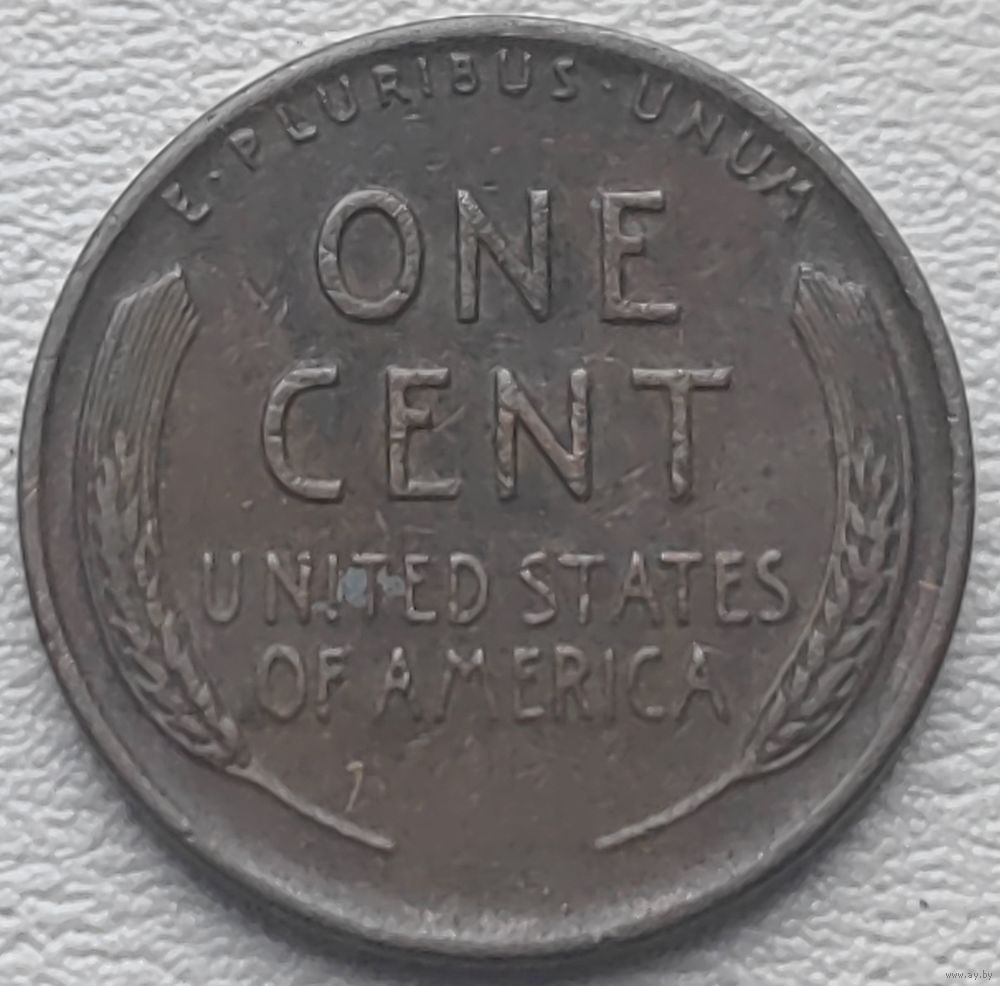 E·PLURIBUS·UNUM
ONE
CENT
UNITED STATES
OF AMERICA
www.ay.by